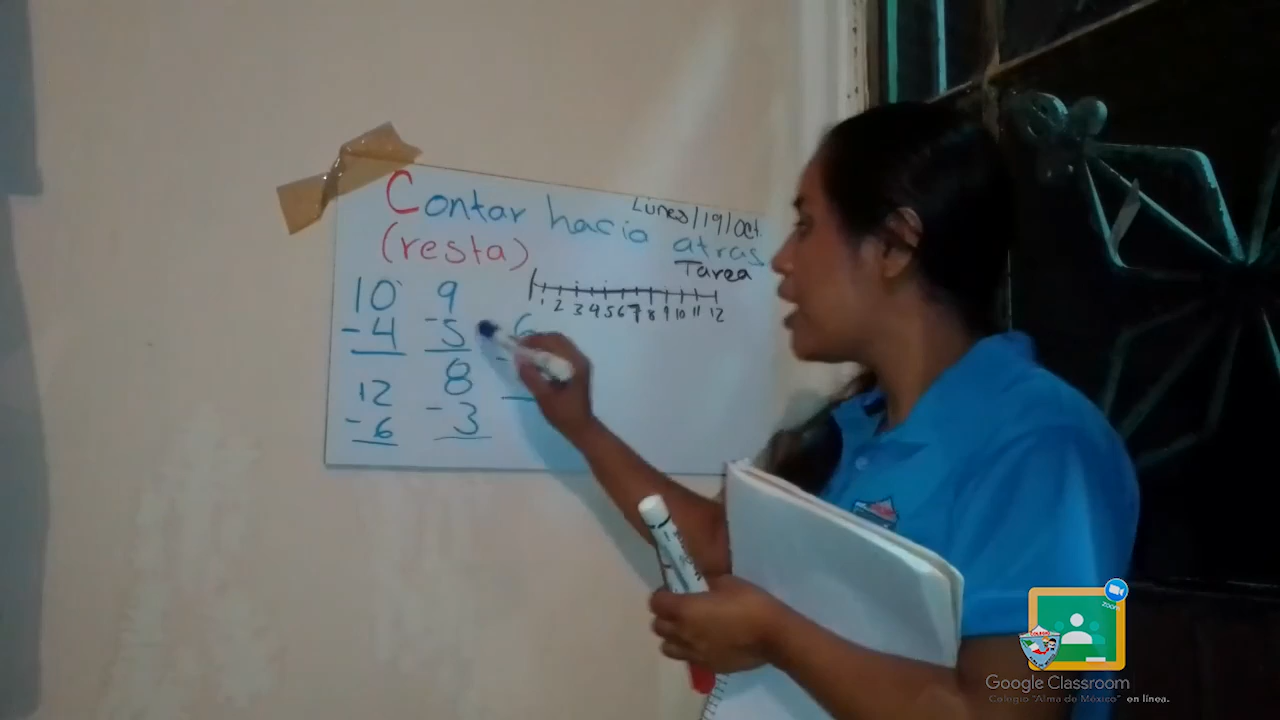 Lunes/19/Oct.
Contar hacia atras
(resta)
Tarea
1 2 3 4 5 6 7 8 9 10 11 12
10 9
-4 -5 6
12 8
-6 -3
zoom
Google Classroom
Colegio "Alma de México" en línea.